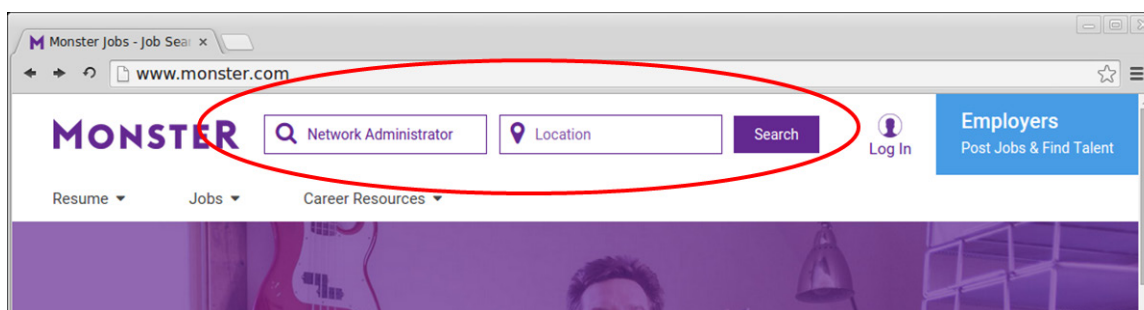 Monster Jobs - Job Sear
www.monster.com
MONSTER
Network Administrator
Location
Search
Log In
Employers
Post Jobs & Find Talent
Resume
Jobs
Career Resources